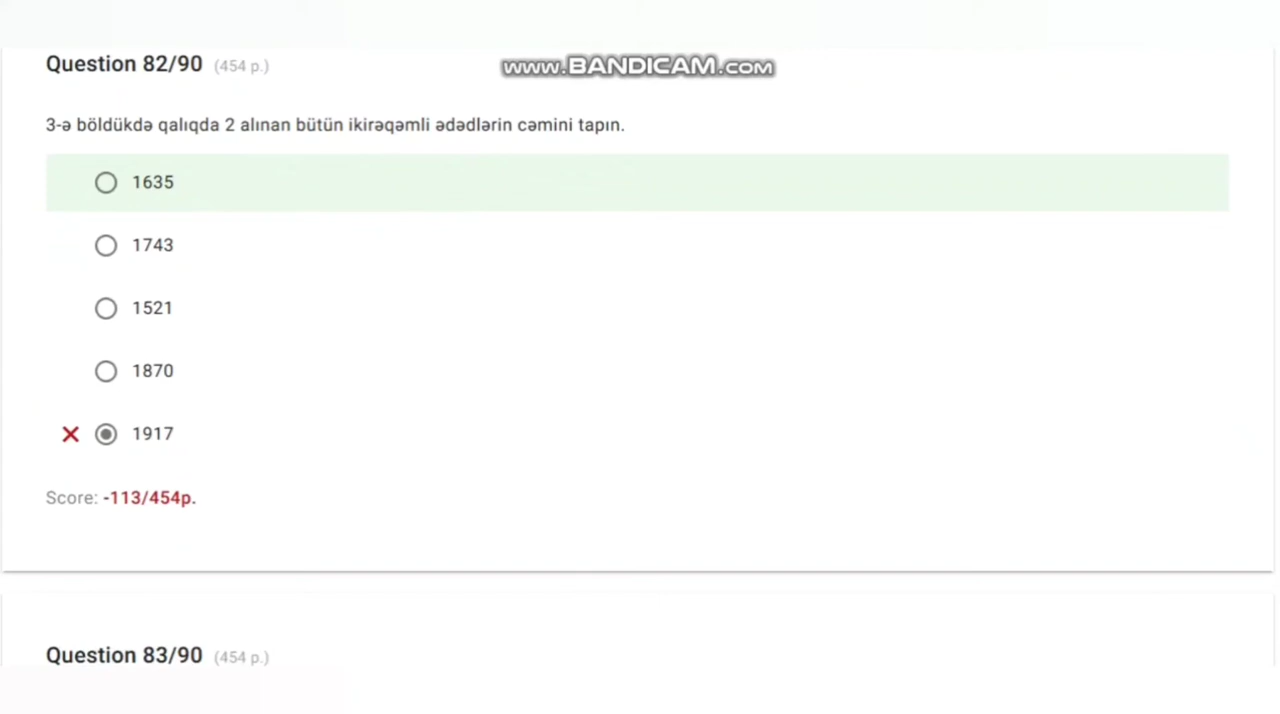 Question 82/90 (454 p.)
www.BANDICAM.com
3-ə böldükdə qalıqda 2 alınan bütün ikirəqəmli ədədlərin cəmini tapın.
1635
1743
1521
1870
1917
Score: -113/454p.
Question 83/90 (454 p.)